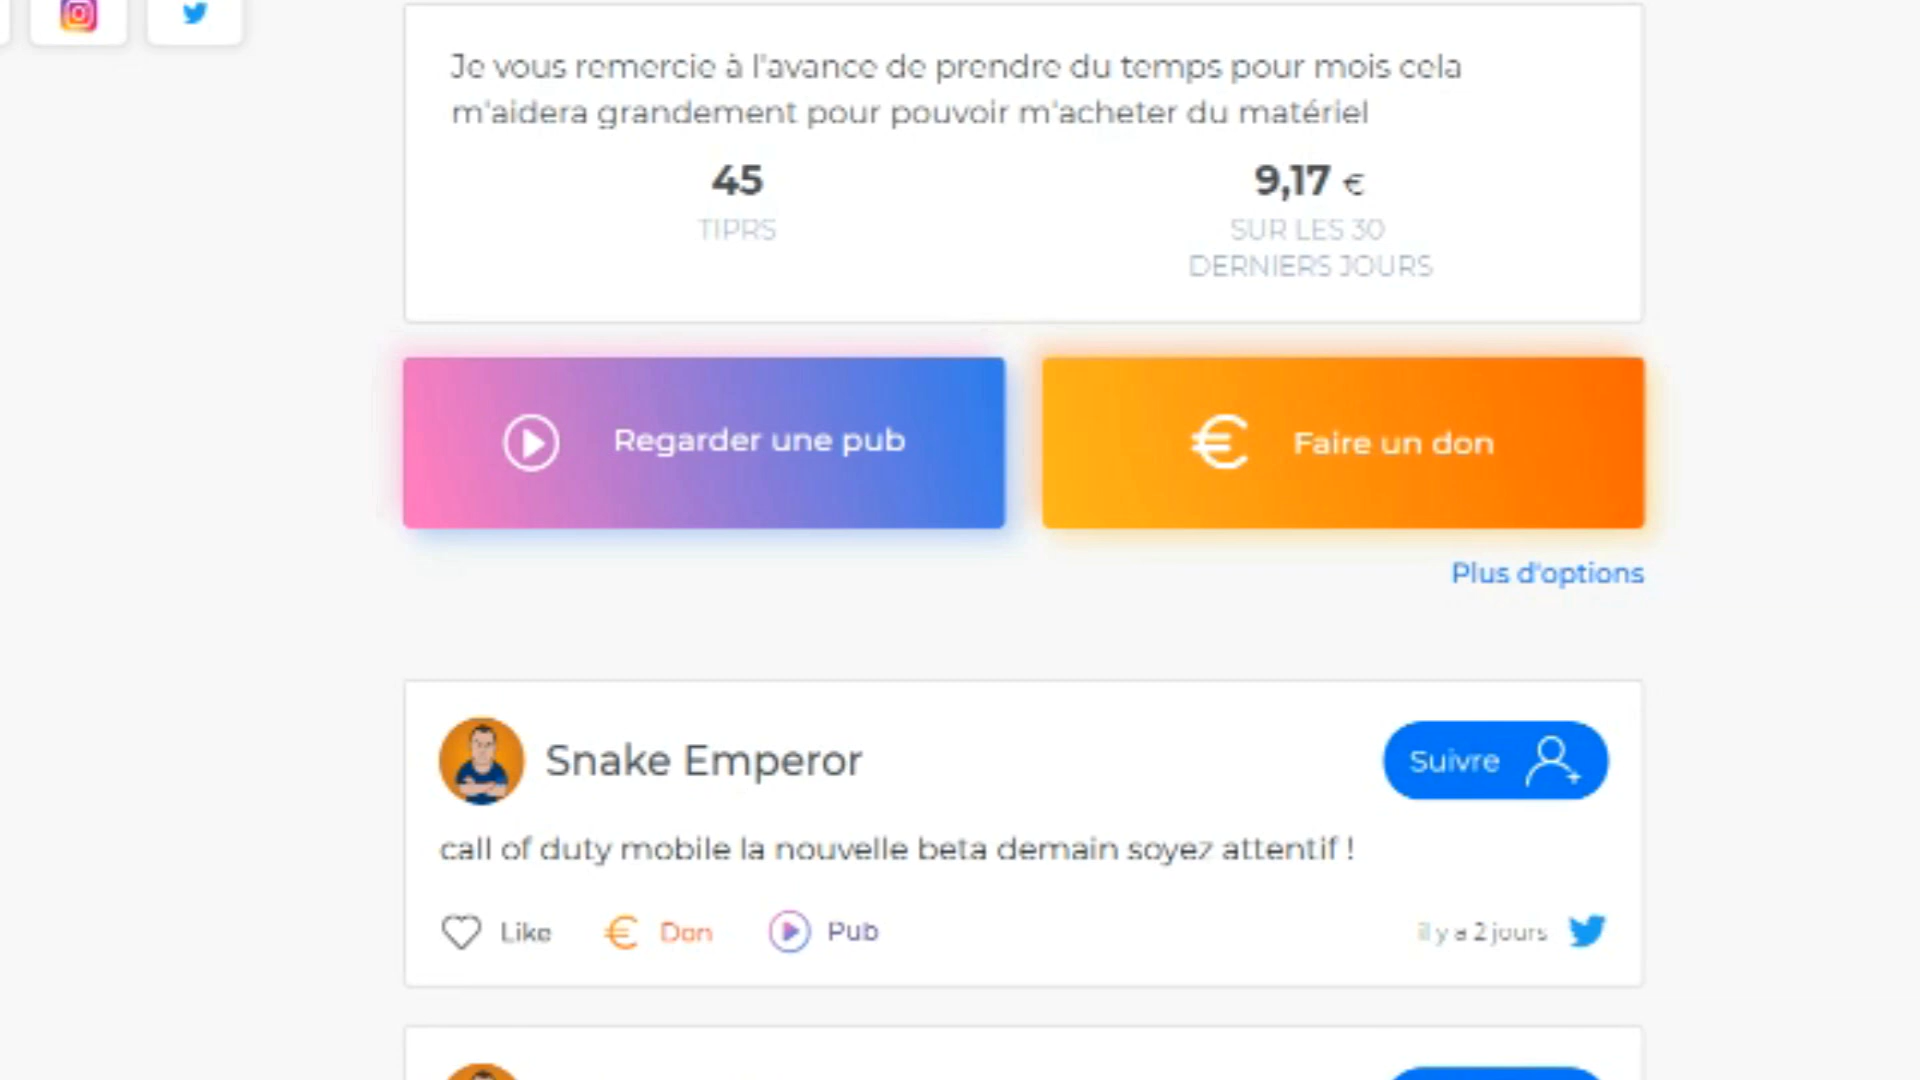 Je vous remercie à l'avance de prendre du temps pour mois cela
m'aidera grandement pour pouvoir m'acheter du matériel
45
TIPRS
9,17 €
SUR LES 30
DERNIERS JOURS
Regarder une pub
€ Faire un don
Plus d'options
Snake Emperor
Suivre
call of duty mobile la nouvelle beta demain soyez attentif !
Like € Don Pub il y a 2 jours